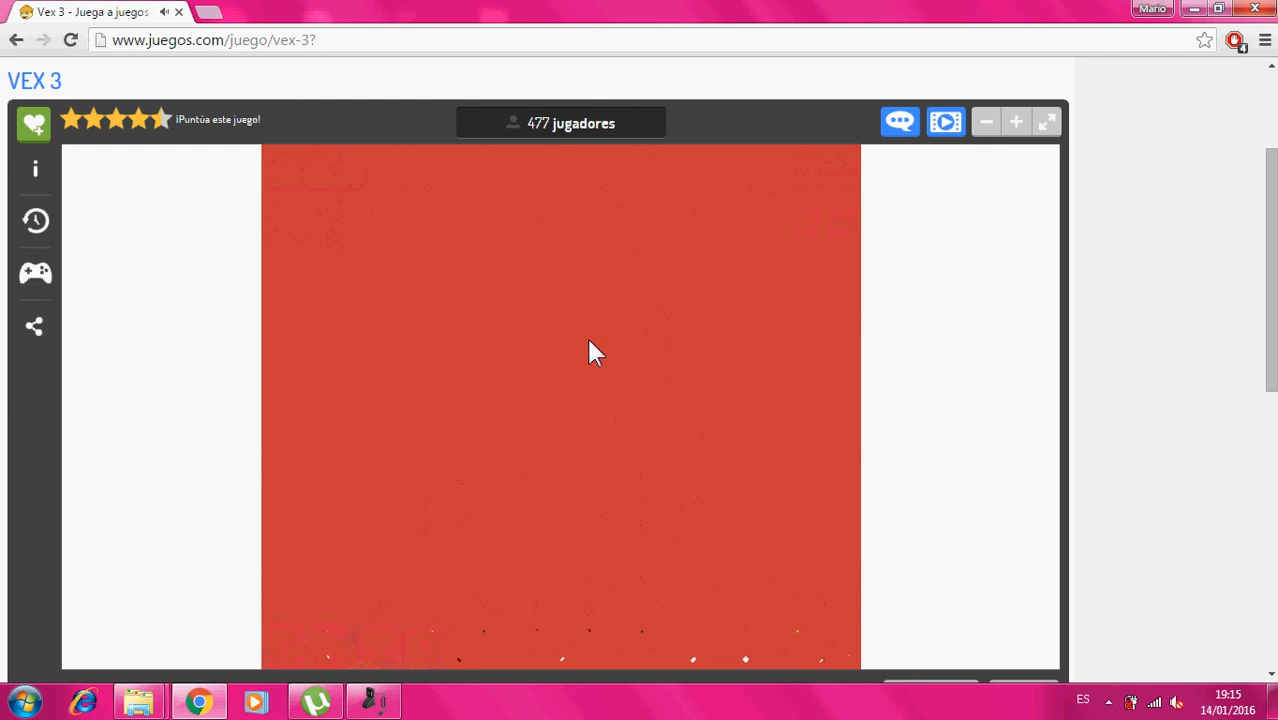 Vex 3 - Juega a juegos
Mario
www.juegos.com/juego/vex-3?
4
VEX 3
¡Puntúa este juego!
477 jugadores
ES
19:15
14/01/2016